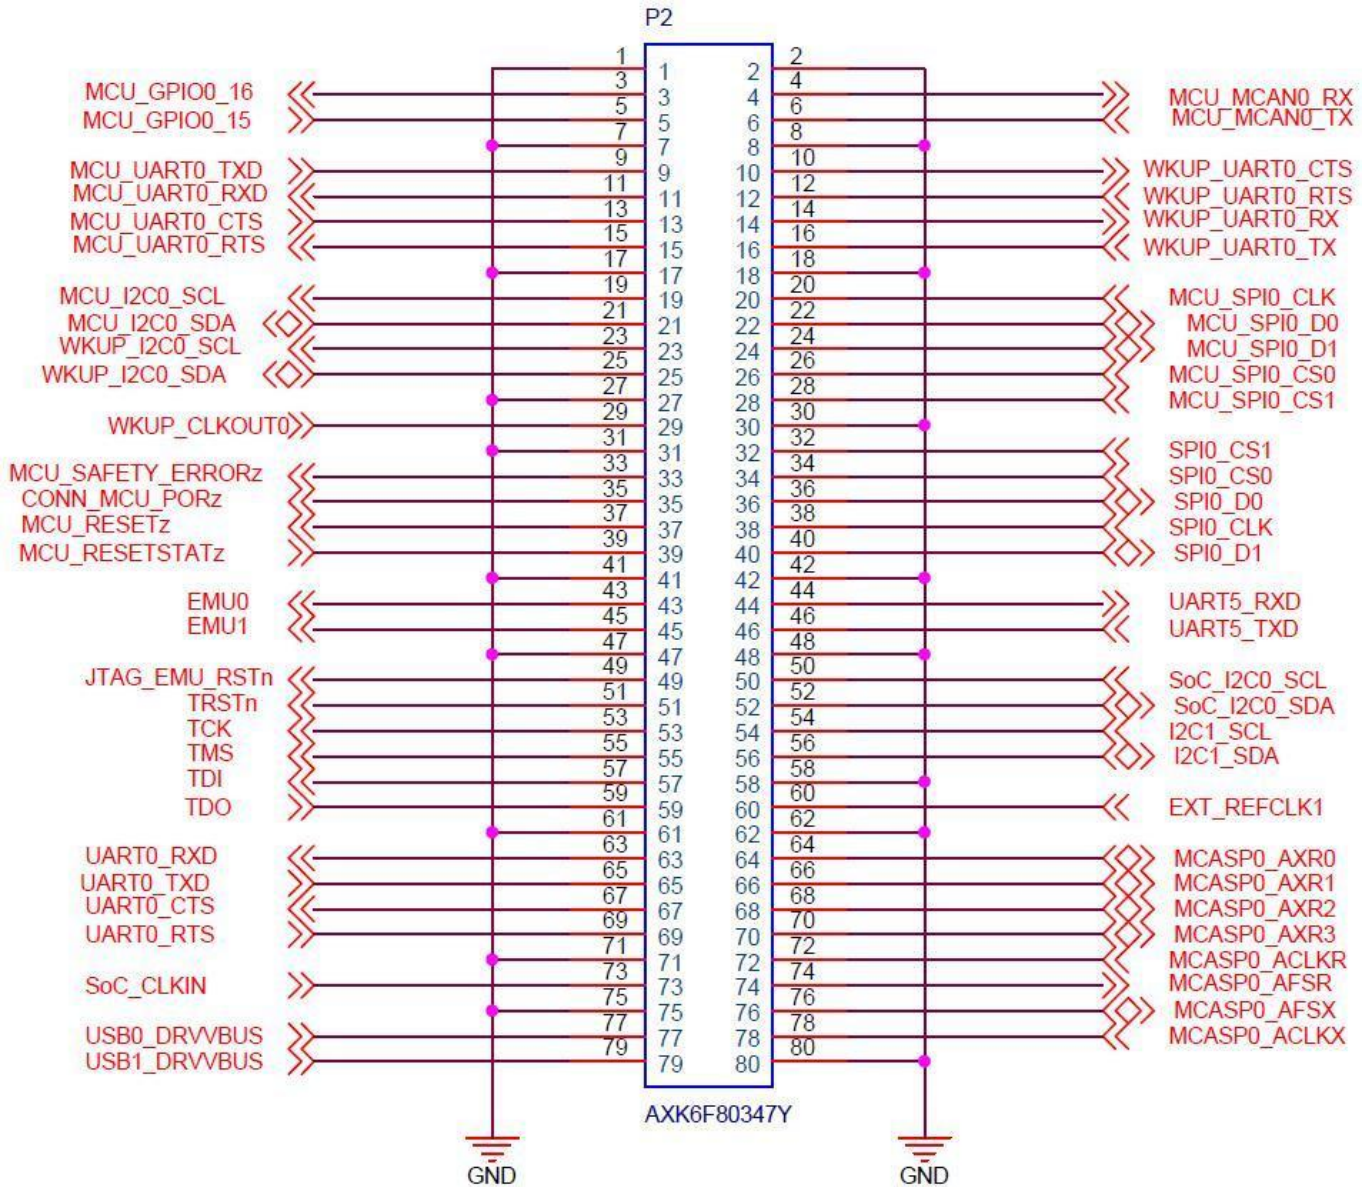 P2
1 1 2 2
MCU_GPIO0_16 3 3 4 4 MCU_MCAN0_RX
MCU_GPIO0_15 5 5 6 6 MCU_MCAN0_TX
7 7 8 8
MCU_UART0_TXD 9 9 10 10 WKUP_UART0_CTS
MCU_UART0_RXD 11 11 12 12 WKUP_UART0_RTS
MCU_UART0_CTS 13 13 14 14 WKUP_UART0_RX
MCU_UART0_RTS 15 15 16 16 WKUP_UART0_TX
17 17 18 18
MCU_I2C0_SCL 19 19 20 20 MCU_SPI0_CLK
MCU_I2C0_SDA 21 21 22 22 MCU_SPI0_D0
WKUP_I2C0_SCL 23 23 24 24 MCU_SPI0_D1
WKUP_I2C0_SDA 25 25 26 26 MCU_SPI0_CS0
27 27 28 28 MCU_SPI0_CS1
WKUP_CLKOUT0 29 29 30 30
31 31 32 32 SPI0_CS1
MCU_SAFETY_ERRORz 33 33 34 34 SPI0_CS0
CONN_MCU_PORz 35 35 36 36 SPI0_D0
MCU_RESETz 37 37 38 38 SPI0_CLK
MCU_RESETSTATz 39 39 40 40 SPI0_D1
41 41 42 42
EMU0 43 43 44 44 UART5_RXD
EMU1 45 45 46 46 UART5_TXD
47 47 48 48
JTAG_EMU_RSTn 49 49 50 50 SoC_I2C0_SCL
TRSTn 51 51 52 52 SoC_I2C0_SDA
TCK 53 53 54 54 I2C1_SCL
TMS 55 55 56 56 I2C1_SDA
TDI 57 57 58 58
TDO 59 59 60 60 EXT_REFCLK1
61 61 62 62
UART0_RXD 63 63 64 64 MCASP0_AXR0
UART0_TXD 65 65 66 66 MCASP0_AXR1
UART0_CTS 67 67 68 68 MCASP0_AXR2
UART0_RTS 69 69 70 70 MCASP0_AXR3
71 71 72 72 MCASP0_ACLKR
SoC_CLKIN 73 73 74 74 MCASP0_AFSR
75 75 76 76 MCASP0_AFSX
USB0_DRVVBUS 77 77 78 78 MCASP0_ACLKX
USB1_DRVVBUS 79 79 80 80
AXK6F80347Y
GND GND